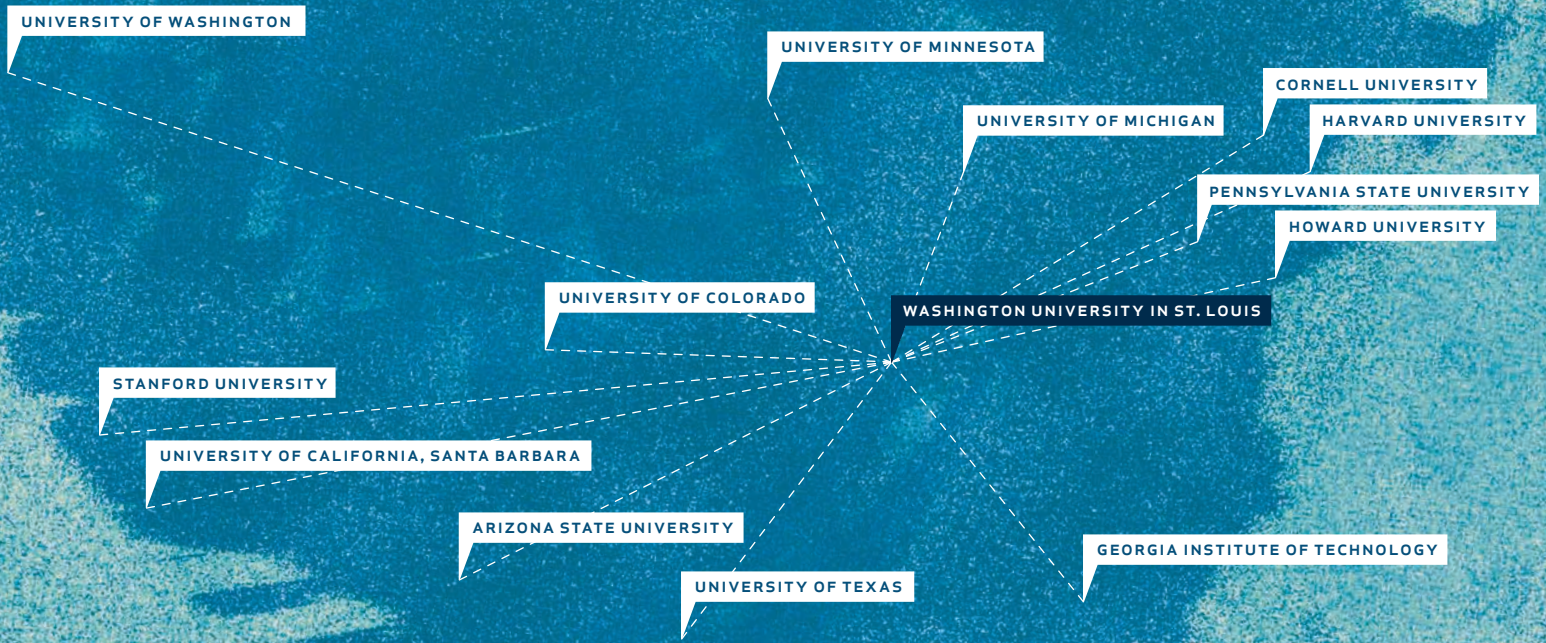 UNIVERSITY OF WASHINGTON
UNIVERSITY OF MINNESOTA
CORNELL UNIVERSITY
UNIVERSITY OF MICHIGAN
HARVARD UNIVERSITY
PENNSYLVANIA STATE UNIVERSITY
HOWARD UNIVERSITY
UNIVERSITY OF COLORADO
WASHINGTON UNIVERSITY IN ST. LOUIS
STANFORD UNIVERSITY
UNIVERSITY OF CALIFORNIA, SANTA BARBARA
ARIZONA STATE UNIVERSITY
GEORGIA INSTITUTE OF TECHNOLOGY
UNIVERSITY OF TEXAS